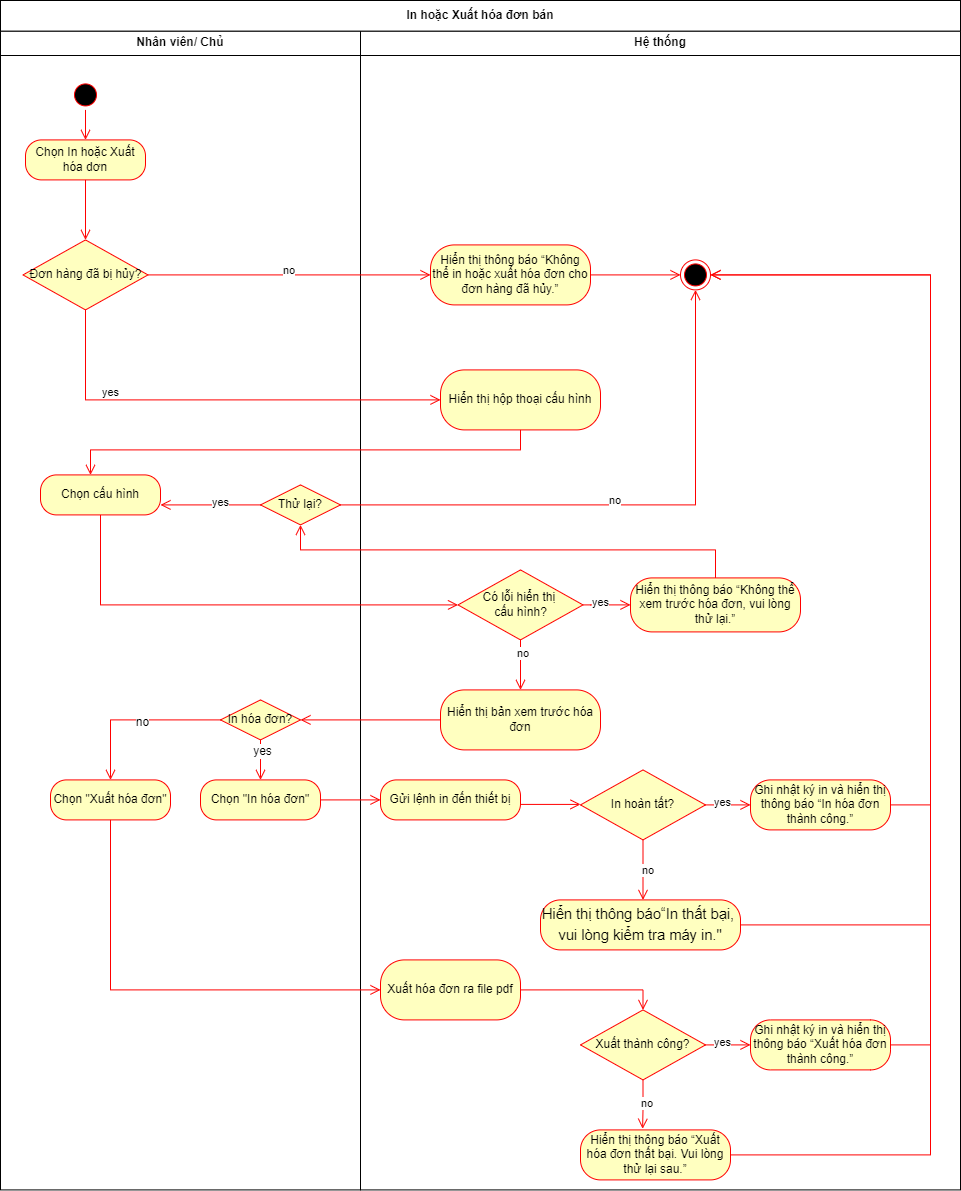 In hoặc Xuất hóa đơn bán
Nhân viên/ Chủ
Hệ thống
Chọn In hoặc Xuất
hóa dơn
Đơn hàng đã bị hủy?
no
Hiển thị thông báo “Không
thể in hoặc xuất hóa đơn cho
đơn hàng đã hủy.”
yes
Hiển thị hộp thoại cấu hình
Chọn cấu hình
yes
Thử lại?
no
Có lỗi hiển thị
cấu hình?
yes
Hiển thị thông báo “Không thể
xem trước hóa đơn, vui lòng
thử lại.”
no
Hiển thị bản xem trước hóa
đơn
In hóa đơn?
no
yes
Chọn "Xuất hóa đơn"
Chọn "In hóa đơn"
Gửi lệnh in đến thiết bị
In hoàn tất?
yes
Ghi nhật ký in và hiển thị
thông báo “In hóa đơn
thành công.”
no
Hiển thị thông báo“In thất bại,
vui lòng kiểm tra máy in."
Xuất hóa đơn ra file pdf
Xuất thành công?
yes
Ghi nhật ký in và hiển thị
thông báo “Xuất hóa đơn
thành công.”
no
Hiển thị thông báo “Xuất
hóa đơn thất bại. Vui lòng
thử lại sau.”